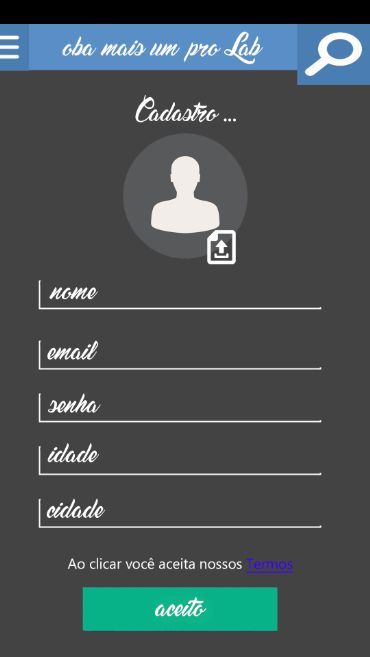 oba mais um pro Lab
Cadastro ...
nome
email
senha
idade
cidade
Ao clicar você aceita nossos Termos
aceito